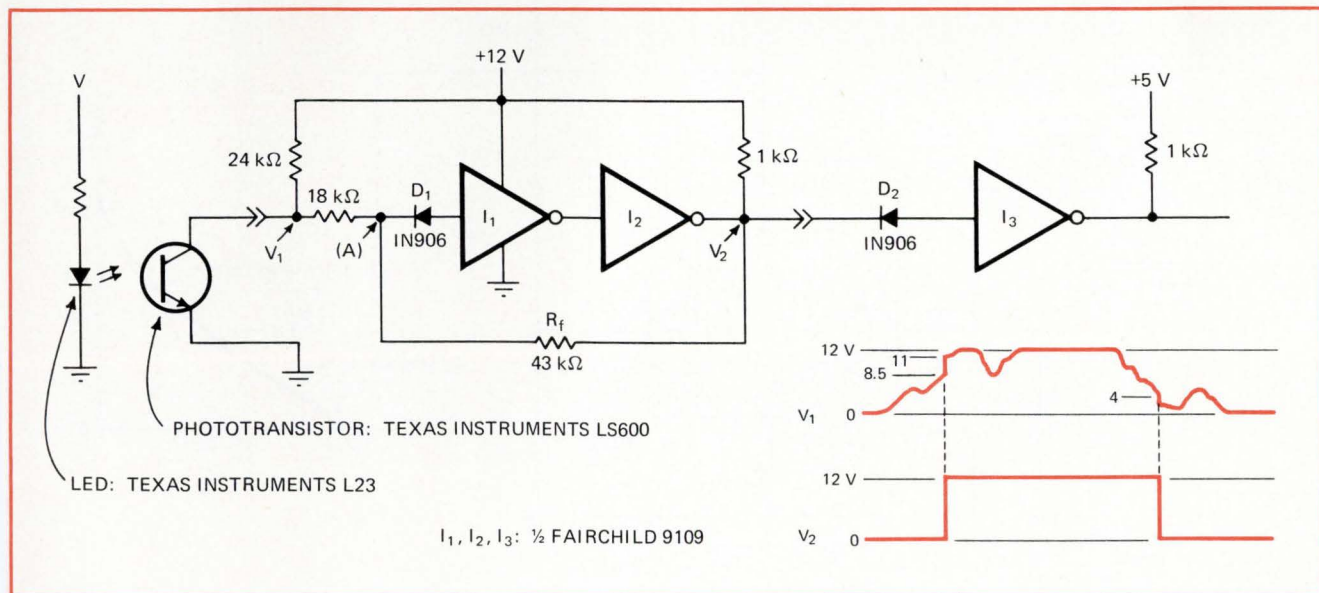 V
+12 V
+5 V
24 kΩ
18 kΩ
D1
IN906
I1
I2
1 kΩ
D2
IN906
I3
1 kΩ
V1
(A)
V2
Rf
43 kΩ
PHOTOTRANSISTOR: TEXAS INSTRUMENTS LS600
LED: TEXAS INSTRUMENTS L23
I1, I2, I3: ½ FAIRCHILD 9109
12 V
11
8.5
4
V1 0
12 V
V2 0